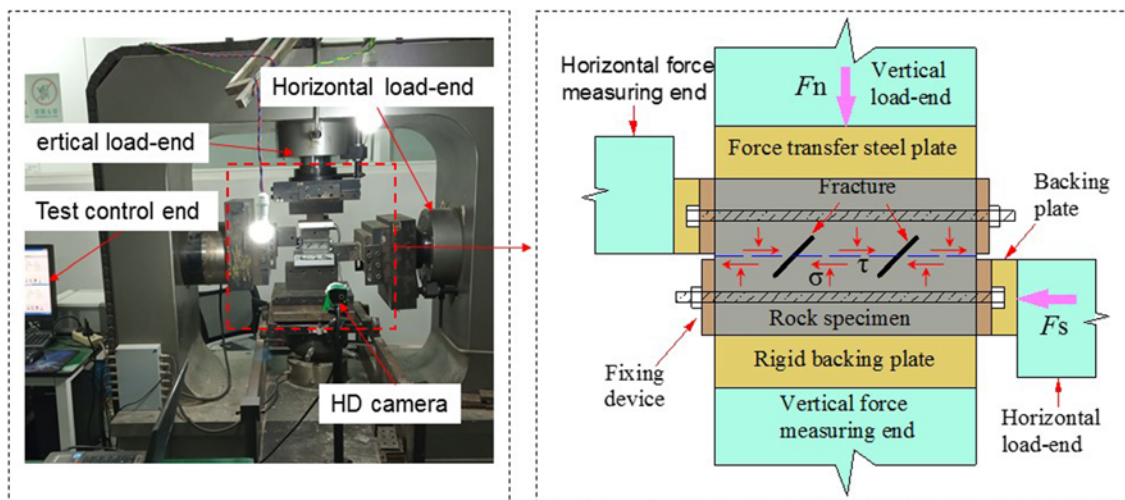 Horizontal load-end
ertical load-end
Test control end
HD camera
Horizontal force
measuring end
Fn
Vertical
load-end
Force transfer steel plate
Fracture
Backing
plate
σ
τ
Rock specimen
Fs
Fixing
device
Rigid backing plate
Vertical force
measuring end
Horizontal
load-end